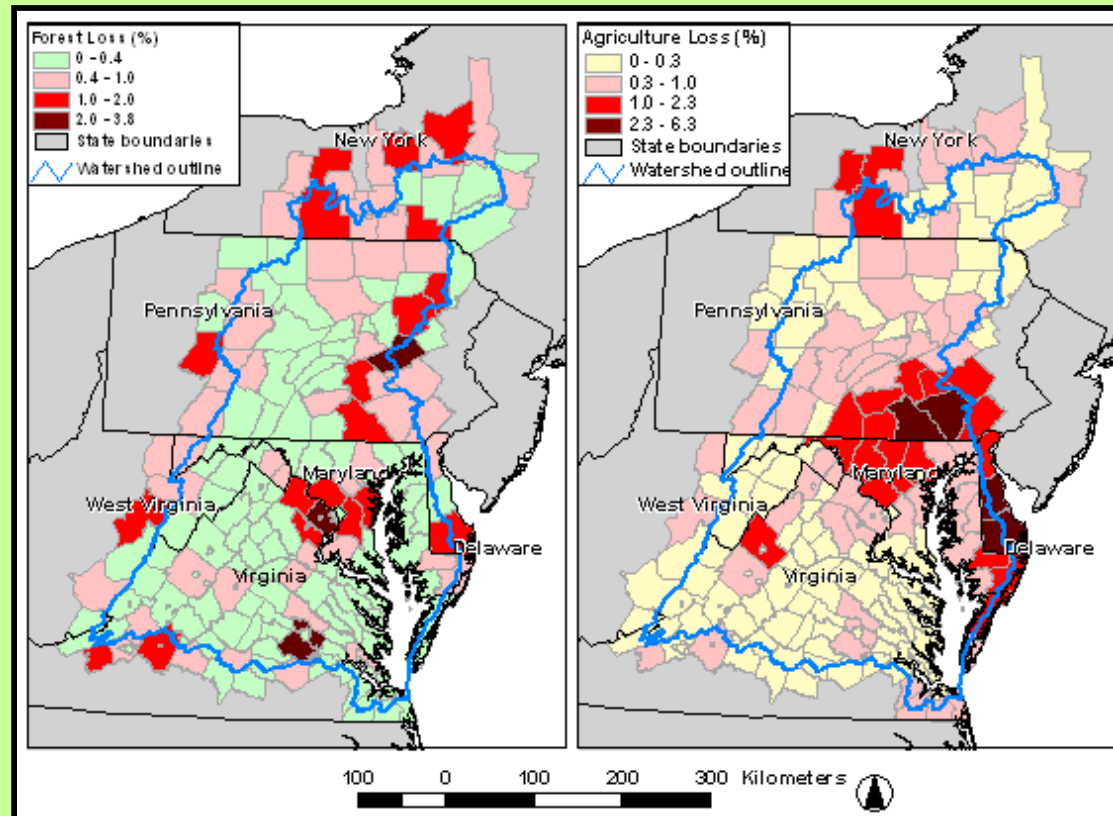 Forest Loss (%)
0 - 0.4
0.4 - 1.0
1.0 - 2.0
2.0 - 3.8
State boundaries
Watershed outline
New York
Pennsylvania
Maryland
West Virginia
Delaware
Virginia
Agriculture Loss (%)
0 - 0.3
0.3 - 1.0
1.0 - 2.3
2.3 - 6.3
State boundaries
Watershed outline
New York
Pennsylvania
Maryland
West Virginia
Delaware
Virginia
100 0 100 200 300 Kilometers